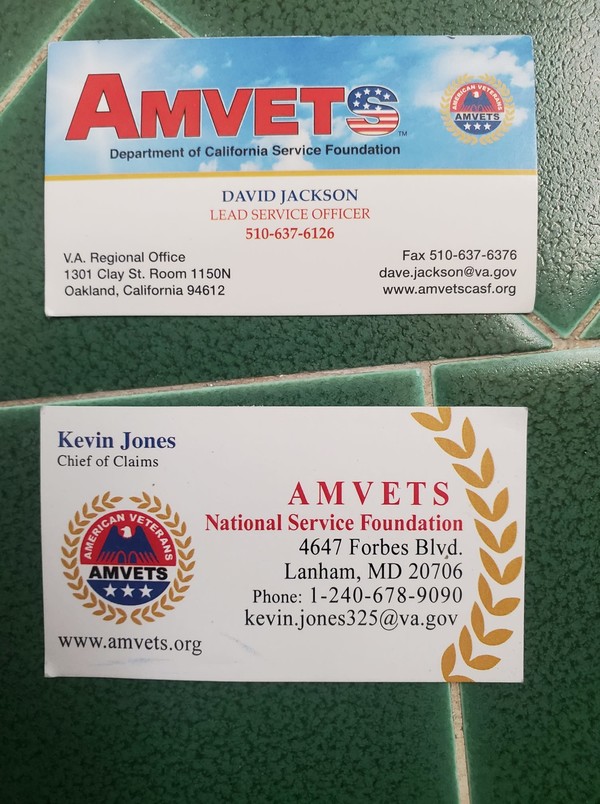 AMVETS
TM
Department of California Service Foundation
AMERICAN VETERANS
AMVETS
DAVID JACKSON
LEAD SERVICE OFFICER
510-637-6126
V.A. Regional Office
1301 Clay St. Room 1150N
Oakland, California 94612
Fax 510-637-6376
dave.jackson@va.gov
www.amvetscasf.org
Kevin Jones
Chief of Claims
AMERICAN VETERANS
AMVETS
www.amvets.org
AMVETS
National Service Foundation
4647 Forbes Blvd.
Lanham, MD 20706
Phone: 1-240-678-9090
kevin.jones325@va.gov